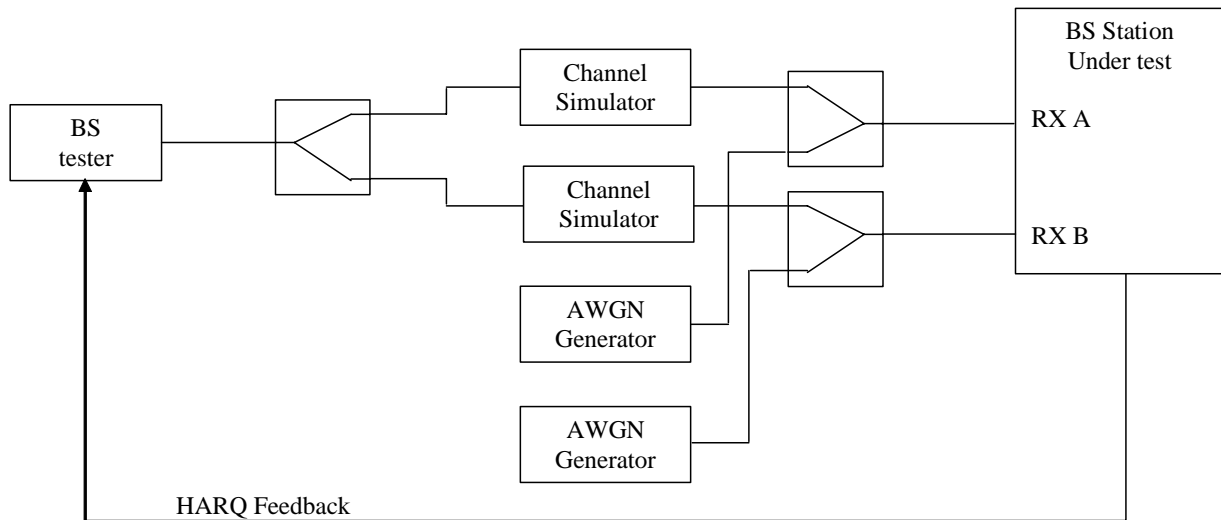 BS
tester
Channel
Simulator
Channel
Simulator
AWGN
Generator
AWGN
Generator
BS Station
Under test
RX A
RX B
HARQ Feedback